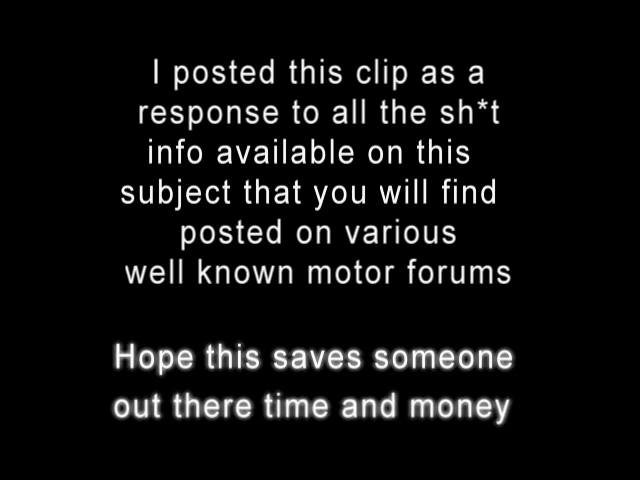 I posted this clip as a
response to all the sh*t
info available on this
subject that you will find
posted on various
well known motor forums
Hope this saves someone
out there time and money